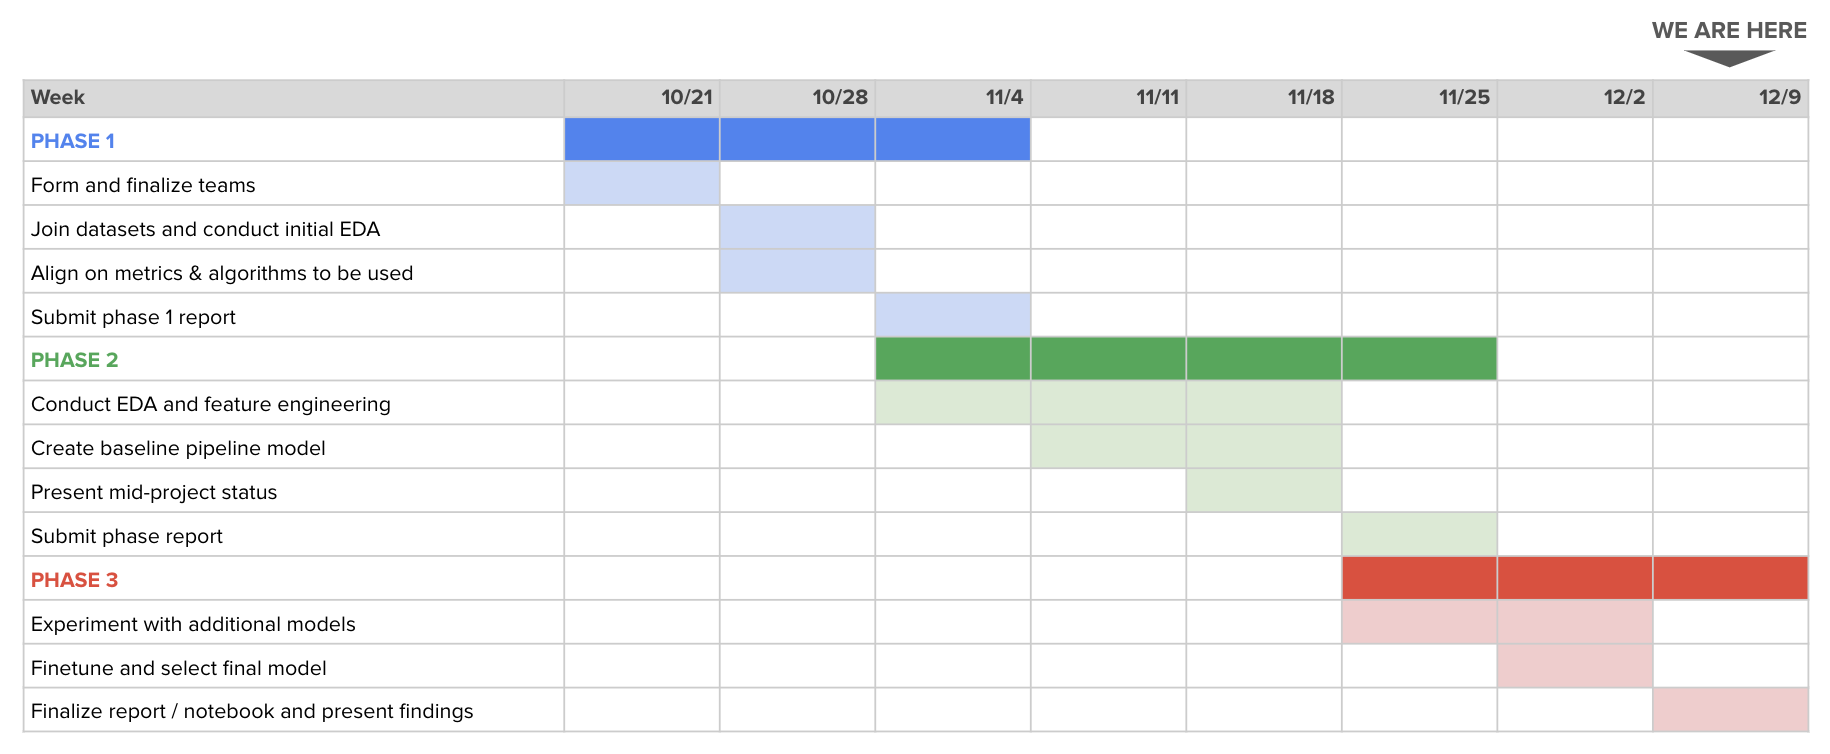 WE ARE HERE
Week 10/21 10/28 11/4 11/11 11/18 11/25 12/2 12/9
PHASE 1
Form and finalize teams
Join datasets and conduct initial EDA
Align on metrics & algorithms to be used
Submit phase 1 report
PHASE 2
Conduct EDA and feature engineering
Create baseline pipeline model
Present mid-project status
Submit phase report
PHASE 3
Experiment with additional models
Finetune and select final model
Finalize report / notebook and present findings